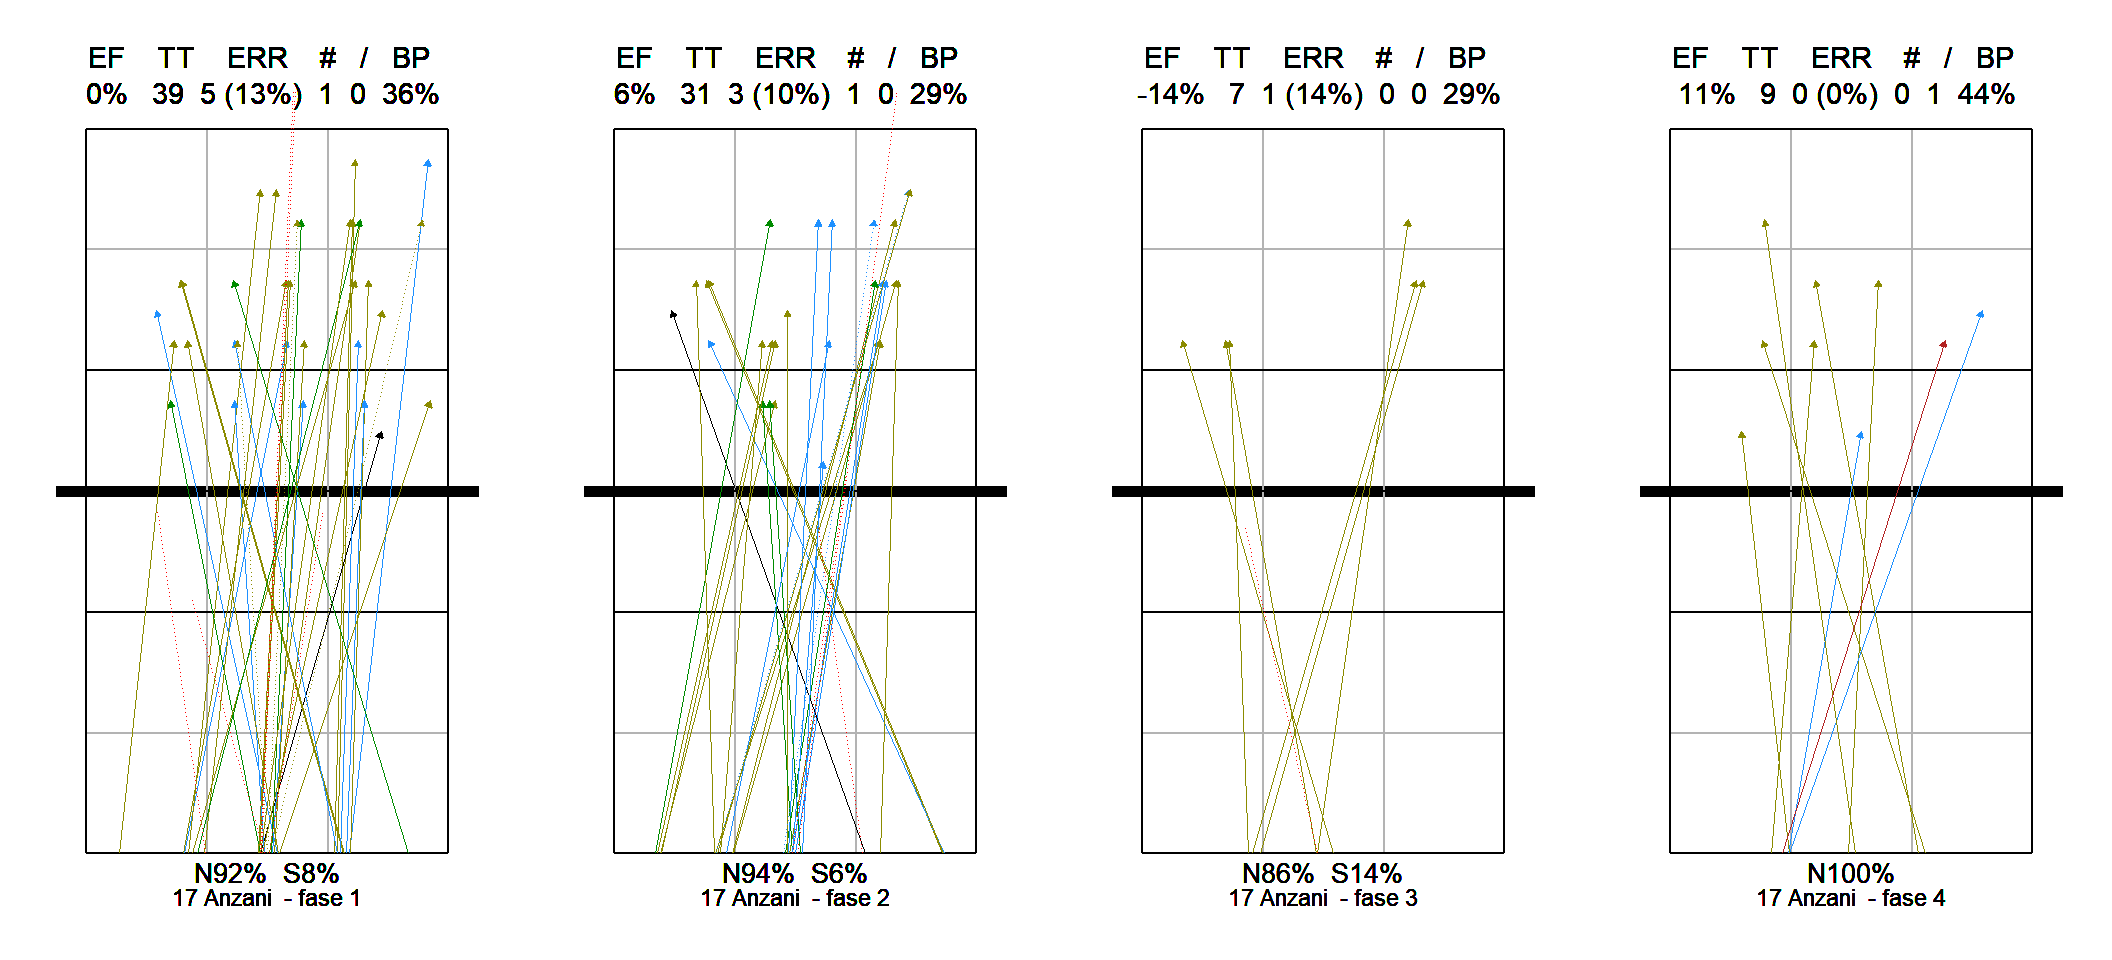 EF TT ERR # / BP
0% 39 5 (13%) 1 0 36%
N92% S8%
17 Anzani - fase 1
EF TT ERR # / BP
6% 31 3 (10%) 1 0 29%
N94% S6%
17 Anzani - fase 2
EF TT ERR # / BP
-14% 7 1 (14%) 0 0 29%
N86% S14%
17 Anzani - fase 3
EF TT ERR # / BP
11% 9 0 (0%) 0 1 44%
N100%
17 Anzani - fase 4